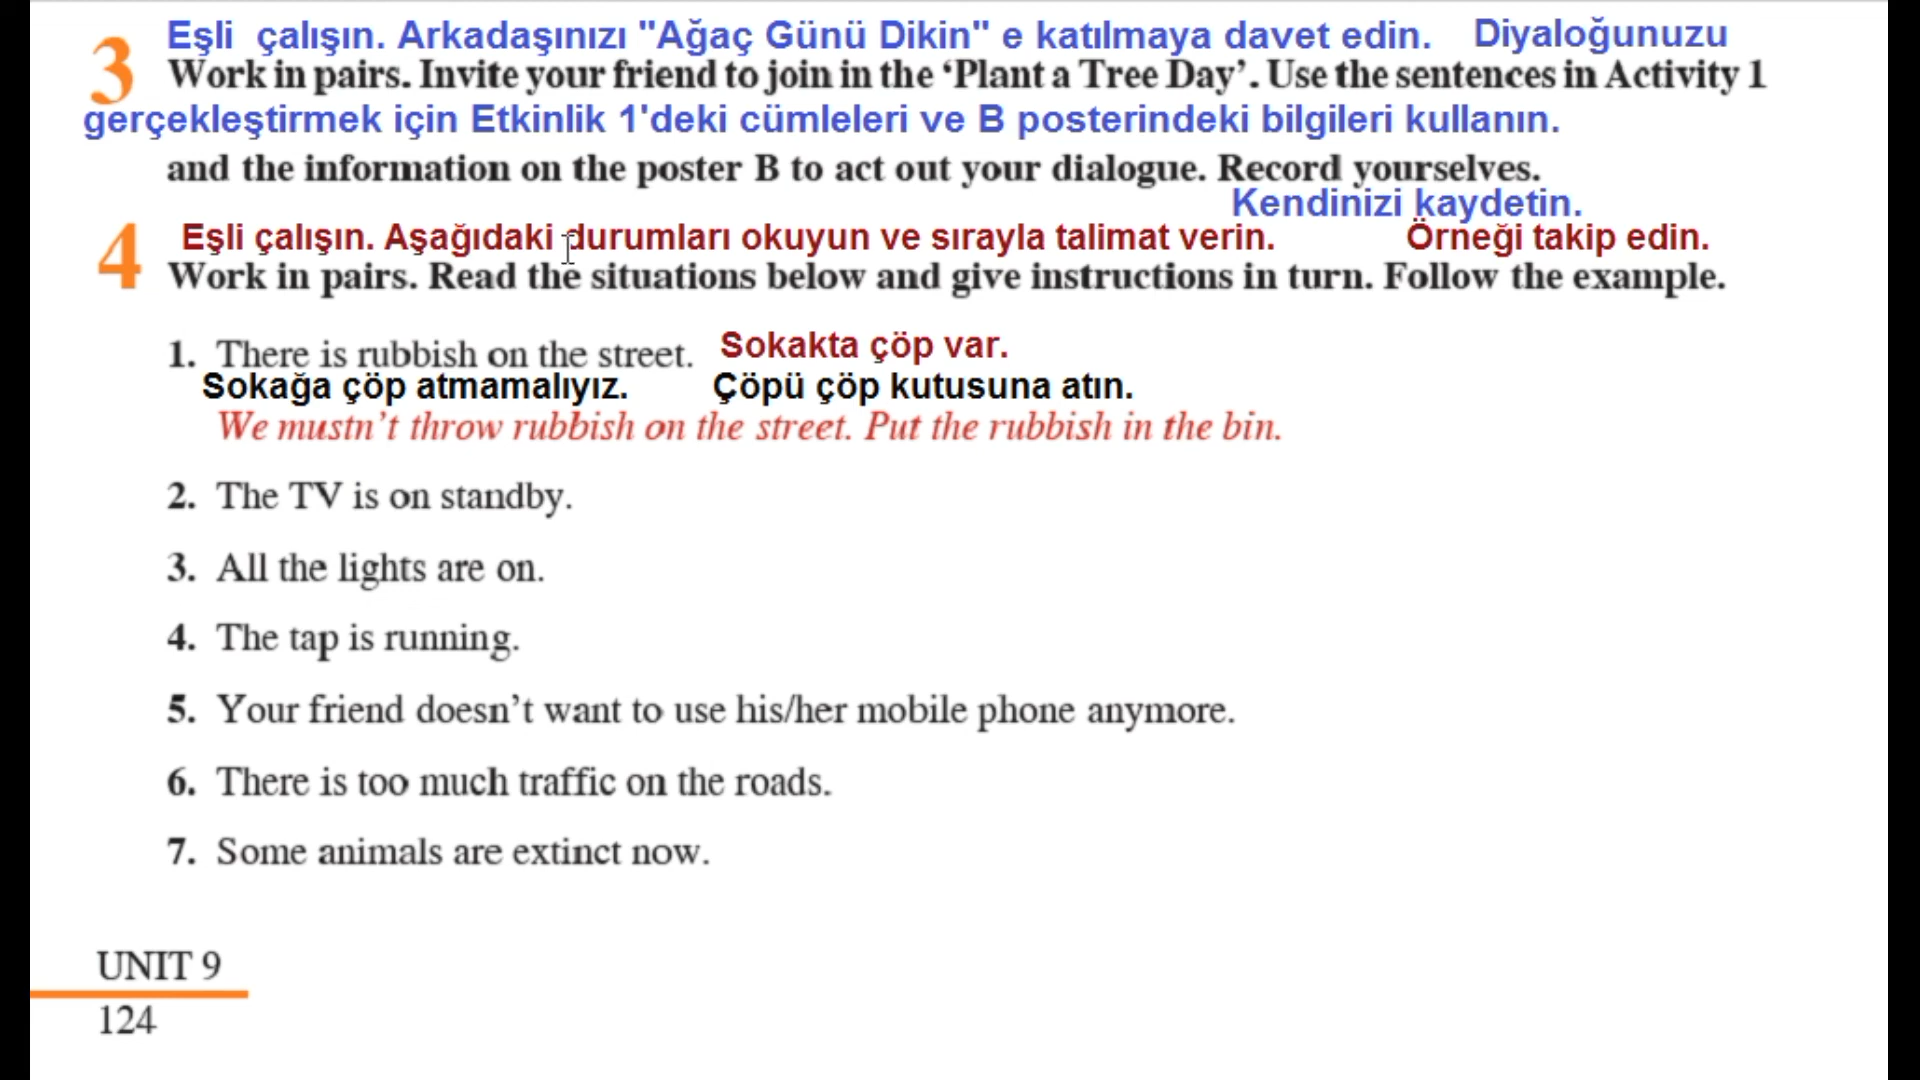 Eşli çalışın. Arkadaşınızı "Ağaç Günü Dikin" e katılmaya davet edin. Diyaloğunuzu
3 Work in pairs. Invite your friend to join in the ‘Plant a Tree Day’. Use the sentences in Activity 1
gerçekleştirmek için Etkinlik 1'deki cümleleri ve B posterindeki bilgileri kullanın.
and the information on the poster B to act out your dialogue. Record yourselves.
Kendinizi kaydetin.
Eşli çalışın. Aşağıdaki durumları okuyun ve sırayla talimat verin. Örneği takip edin.
4 Work in pairs. Read the situations below and give instructions in turn. Follow the example.
1. There is rubbish on the street. Sokakta çöp var.
Sokağa çöp atmamalıyız. Çöpü çöp kutusuna atın.
We mustn’t throw rubbish on the street. Put the rubbish in the bin.
2. The TV is on standby.
3. All the lights are on.
4. The tap is running.
5. Your friend doesn’t want to use his/her mobile phone anymore.
6. There is too much traffic on the roads.
7. Some animals are extinct now.
UNIT 9
124